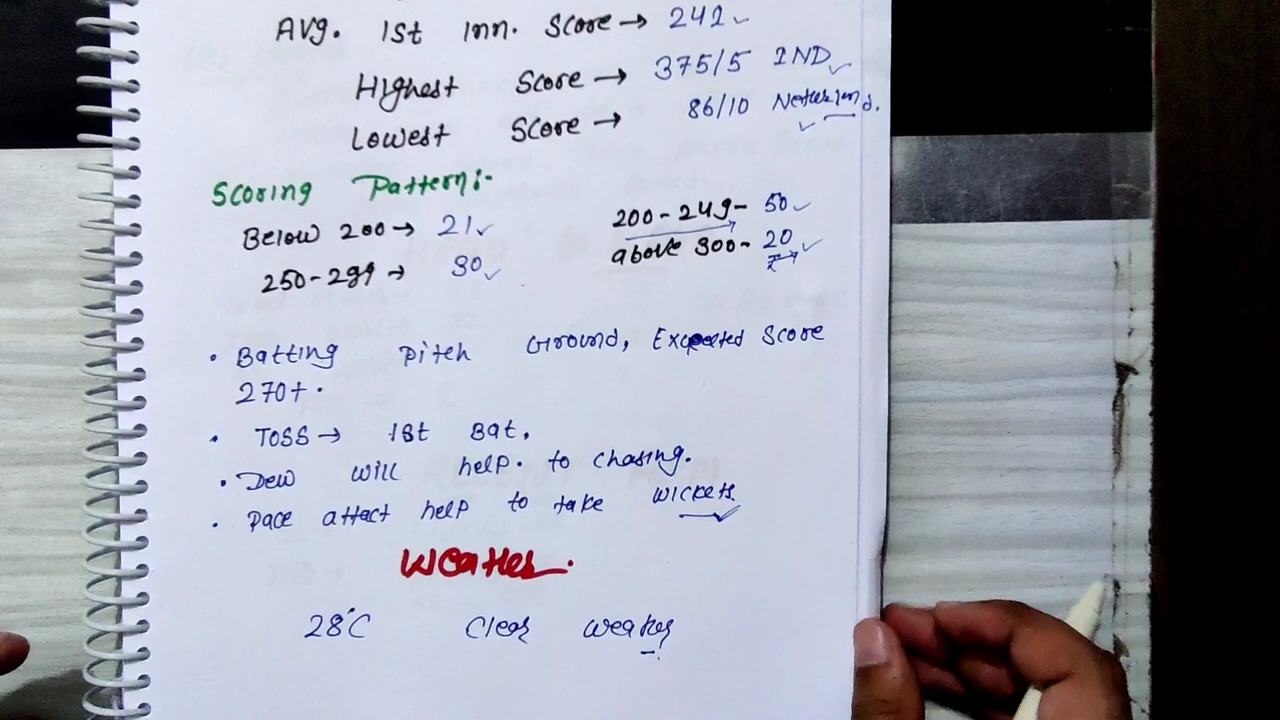 Avg. 1st Inn. Score → 242
Highest Score → 375/5 IND
Lowest Score → 86/10 Netherland.
Scoring Pattern:-
Below 200 → 21 200-249- 50
250-299 → 30 above 300- 20
• Batting Pitch Ground, Expected Score
270+.
• Toss → 1st Bat.
• Dew will help. to chasing.
• Pace attact help to take wickets.
Weather.
28°C Clear